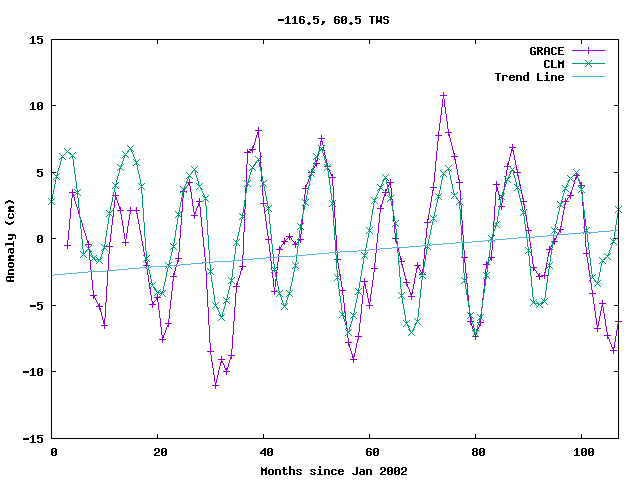 -116.5, 60.5 TWS
GRACE
CLM
Trend Line
15
10
5
0
-5
-10
-15
Anomaly (cm)
0 20 40 60 80 100
Months since Jan 2002